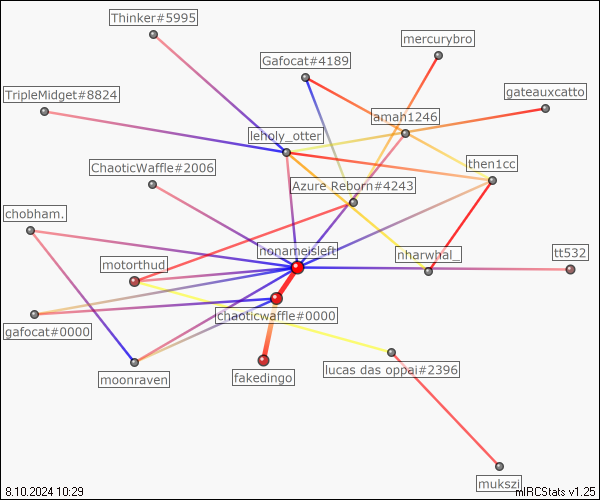 Thinker#5995
mercurybro
Gafocat#4189
TripleMidget#8824
gateauxcatto
amah1246
leholy_otter
ChaoticWaffle#2006
then1cc
Azure Reborn#4243
chobham.
nonameisleft
nharwhal_
tt532
motorthud
gafocat#0000
chaoticwaffle#0000
moonraven
fakedingo
lucas das oppai#2396
mukszi
8.10.2024 10:29
mIRCStats v1.25